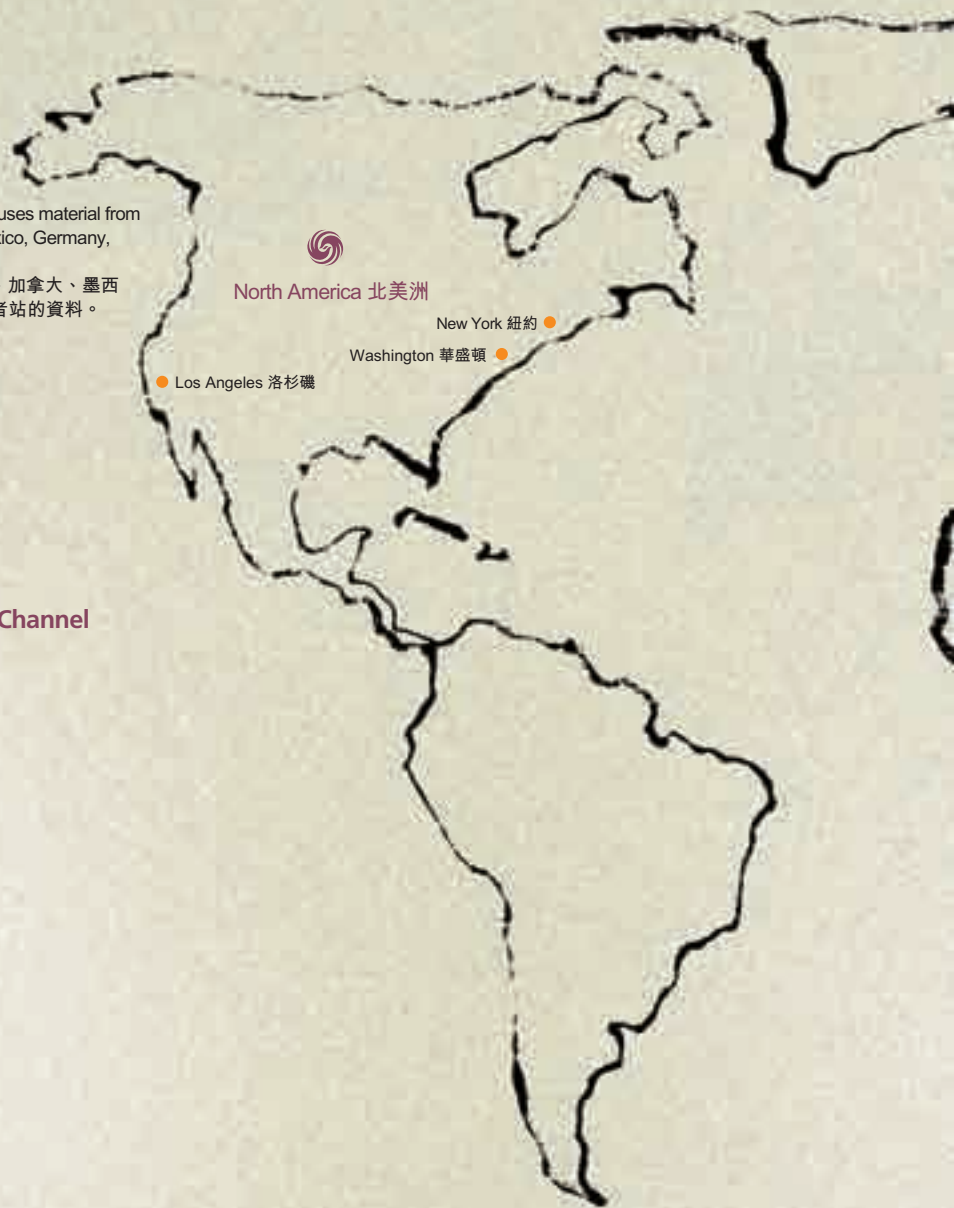 uses material from
ico, Germany,
加拿大、墨西
者站的資料。
North America 北美洲
New York 紐約
Washington 華盛頓
Los Angeles 洛杉磯
Channel